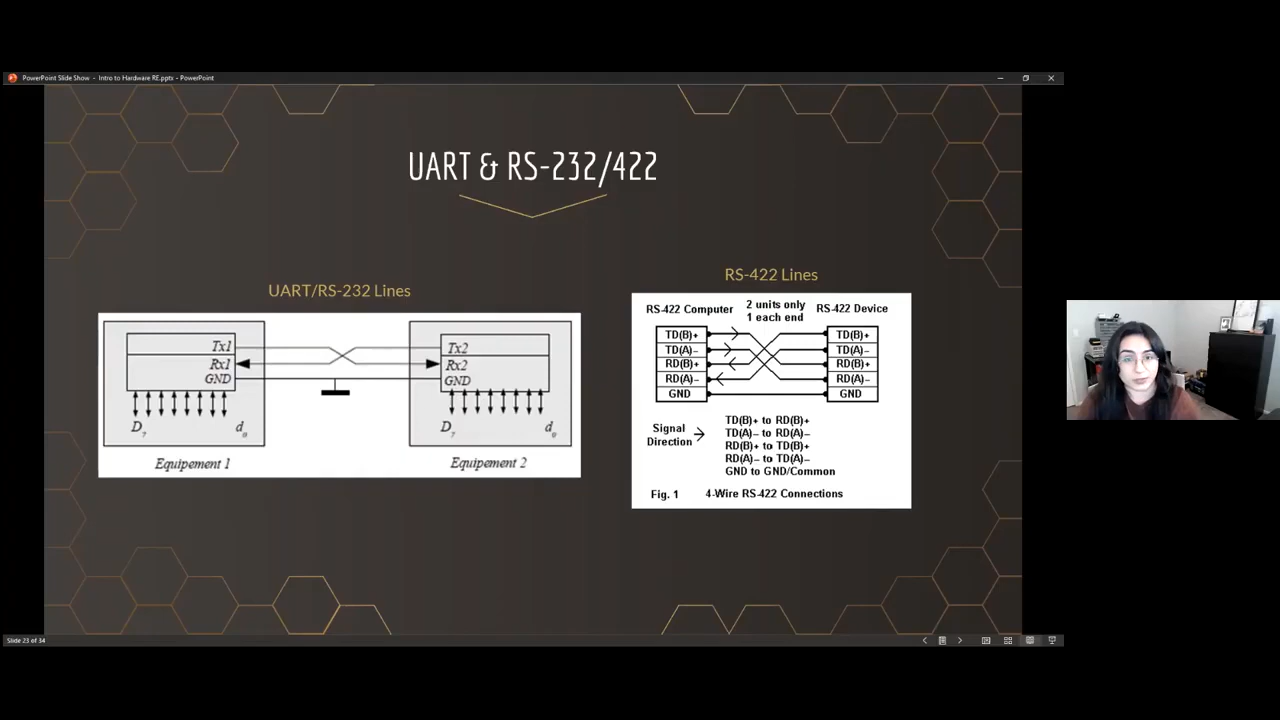 PowerPoint Slide Show - Intro to Hardware RE.pptx - PowerPoint
UART & RS-232/422
UART/RS-232 Lines
Tx1
Rx1
GND
D7
d0
Equipement 1
Tx2
Rx2
GND
D7
d0
Equipement 2
RS-422 Lines
RS-422 Computer
2 units only
1 each end
RS-422 Device
TD(B)+
TD(A)–
RD(B)+
RD(A)–
GND
TD(B)+
TD(A)–
RD(B)+
RD(A)–
GND
Signal
Direction
TD(B)+ to RD(B)+
TD(A)– to RD(A)–
RD(B)+ to TD(B)+
RD(A)– to TD(A)–
GND to GND/Common
Fig. 1
4-Wire RS-422 Connections
Slide 23 of 34